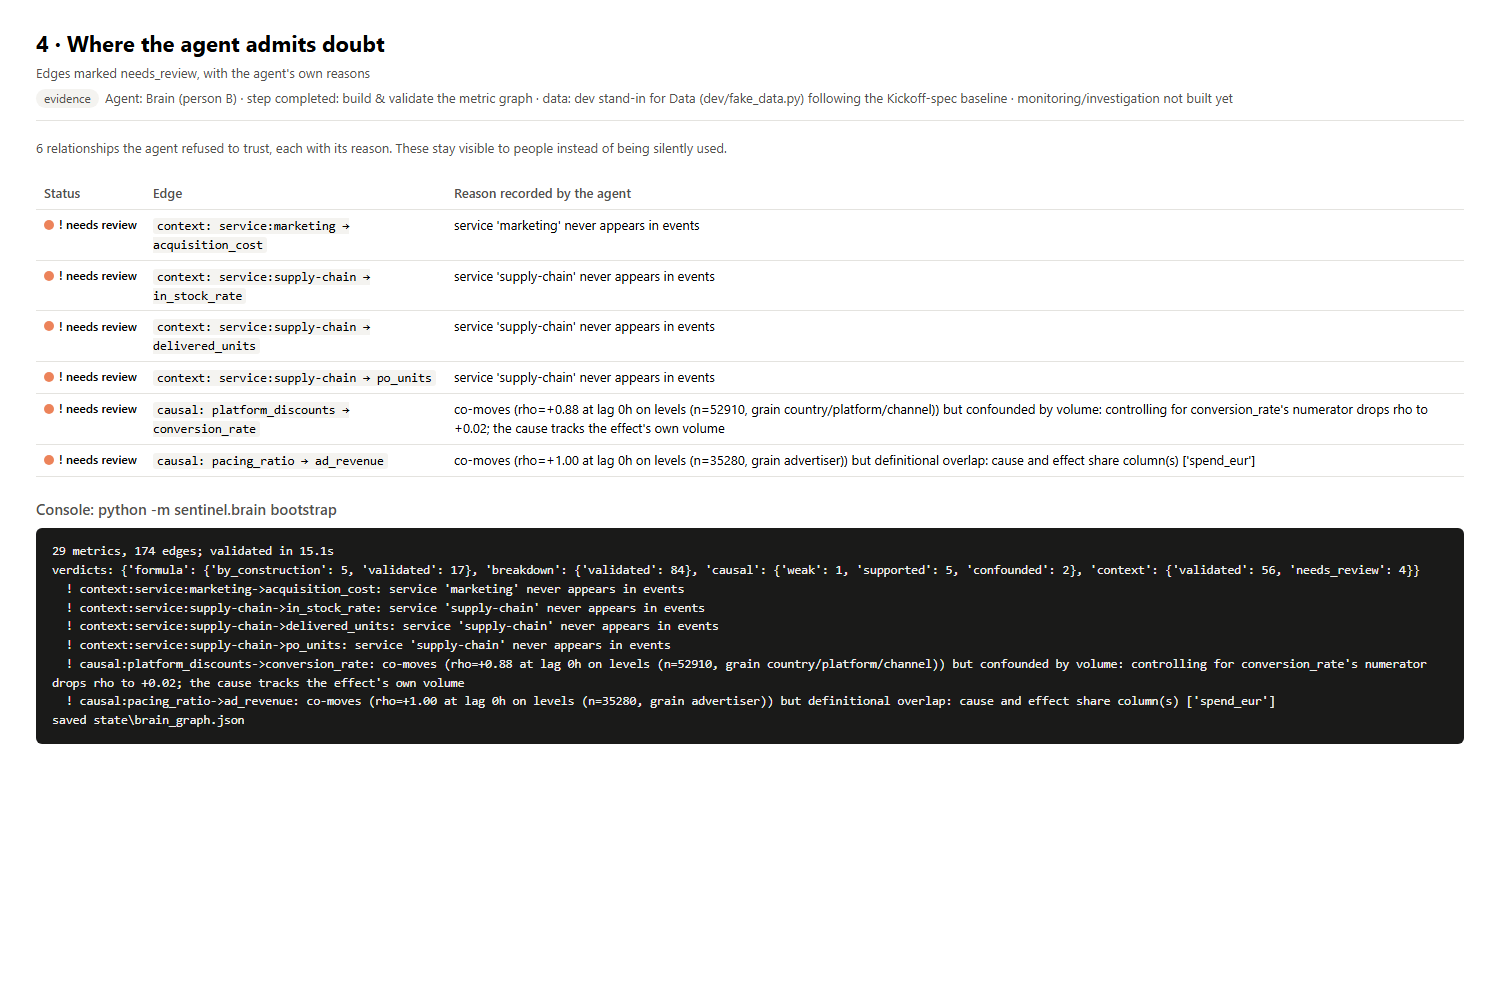 4 · Where the agent admits doubt
Edges marked needs_review, with the agent's own reasons
evidence Agent: Brain (person B) · step completed: build & validate the metric graph · data: dev stand-in for Data (dev/fake_data.py) following the Kickoff-spec baseline · monitoring/investigation not built yet
6 relationships the agent refused to trust, each with its reason. These stay visible to people instead of being silently used.
Status Edge Reason recorded by the agent
! needs review context: service:marketing → service 'marketing' never appears in events
acquisition_cost
! needs review context: service:supply-chain → service 'supply-chain' never appears in events
in_stock_rate
! needs review context: service:supply-chain → service 'supply-chain' never appears in events
delivered_units
! needs review context: service:supply-chain → po_units service 'supply-chain' never appears in events
! needs review causal: platform_discounts → co-moves (rho=+0.88 at lag 0h on levels (n=52910, grain country/platform/channel)) but confounded by volume: controlling for conversion_rate's numerator drops rho to
conversion_rate +0.02; the cause tracks the effect's own volume
! needs review causal: pacing_ratio → ad_revenue co-moves (rho=+1.00 at lag 0h on levels (n=35280, grain advertiser)) but definitional overlap: cause and effect share column(s) ['spend_eur']
Console: python -m sentinel.brain bootstrap
29 metrics, 174 edges; validated in 15.1s
verdicts: {'formula': {'by_construction': 5, 'validated': 17}, 'breakdown': {'validated': 84}, 'causal': {'weak': 1, 'supported': 5, 'confounded': 2}, 'context': {'validated': 56, 'needs_review': 4}}
! context:service:marketing->acquisition_cost: service 'marketing' never appears in events
! context:service:supply-chain->in_stock_rate: service 'supply-chain' never appears in events
! context:service:supply-chain->delivered_units: service 'supply-chain' never appears in events
! context:service:supply-chain->po_units: service 'supply-chain' never appears in events
! causal:platform_discounts->conversion_rate: co-moves (rho=+0.88 at lag 0h on levels (n=52910, grain country/platform/channel)) but confounded by volume: controlling for conversion_rate's numerator
drops rho to +0.02; the cause tracks the effect's own volume
! causal:pacing_ratio->ad_revenue: co-moves (rho=+1.00 at lag 0h on levels (n=35280, grain advertiser)) but definitional overlap: cause and effect share column(s) ['spend_eur']
saved state\brain_graph.json